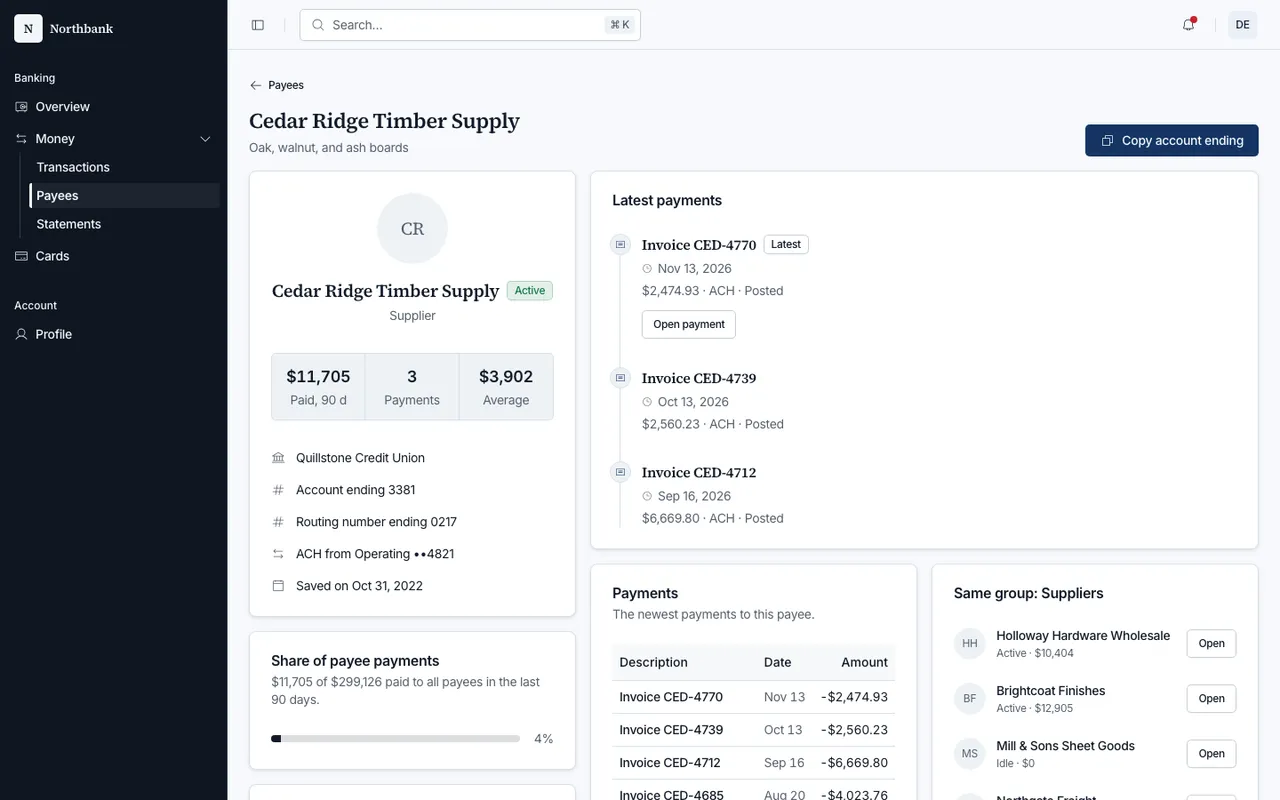 N Northbank
Banking
Overview
Money
Transactions
Payees
Statements
Cards
Account
Profile
Search... ⌘ K
DE
Payees
Cedar Ridge Timber Supply
Oak, walnut, and ash boards
Copy account ending
CR
Cedar Ridge Timber Supply Active
Supplier
$11,705 3 $3,902
Paid, 90 d Payments Average
Quillstone Credit Union
Account ending 3381
Routing number ending 0217
ACH from Operating ••4821
Saved on Oct 31, 2022
Share of payee payments
$11,705 of $299,126 paid to all payees in the last
90 days.
4%
Latest payments
Invoice CED-4770 Latest
Nov 13, 2026
$2,474.93 · ACH · Posted
Open payment
Invoice CED-4739
Oct 13, 2026
$2,560.23 · ACH · Posted
Invoice CED-4712
Sep 16, 2026
$6,669.80 · ACH · Posted
Payments
The newest payments to this payee.
Description Date Amount
Invoice CED-4770 Nov 13 -$2,474.93
Invoice CED-4739 Oct 13 -$2,560.23
Invoice CED-4712 Sep 16 -$6,669.80
Invoice CED-4685 Aug 20 -$4,023.76
Same group: Suppliers
HH Holloway Hardware Wholesale Open
Active · $10,404
BF Brightcoat Finishes Open
Active · $12,905
MS Mill & Sons Sheet Goods Open
Idle · $0
Northgate Freight